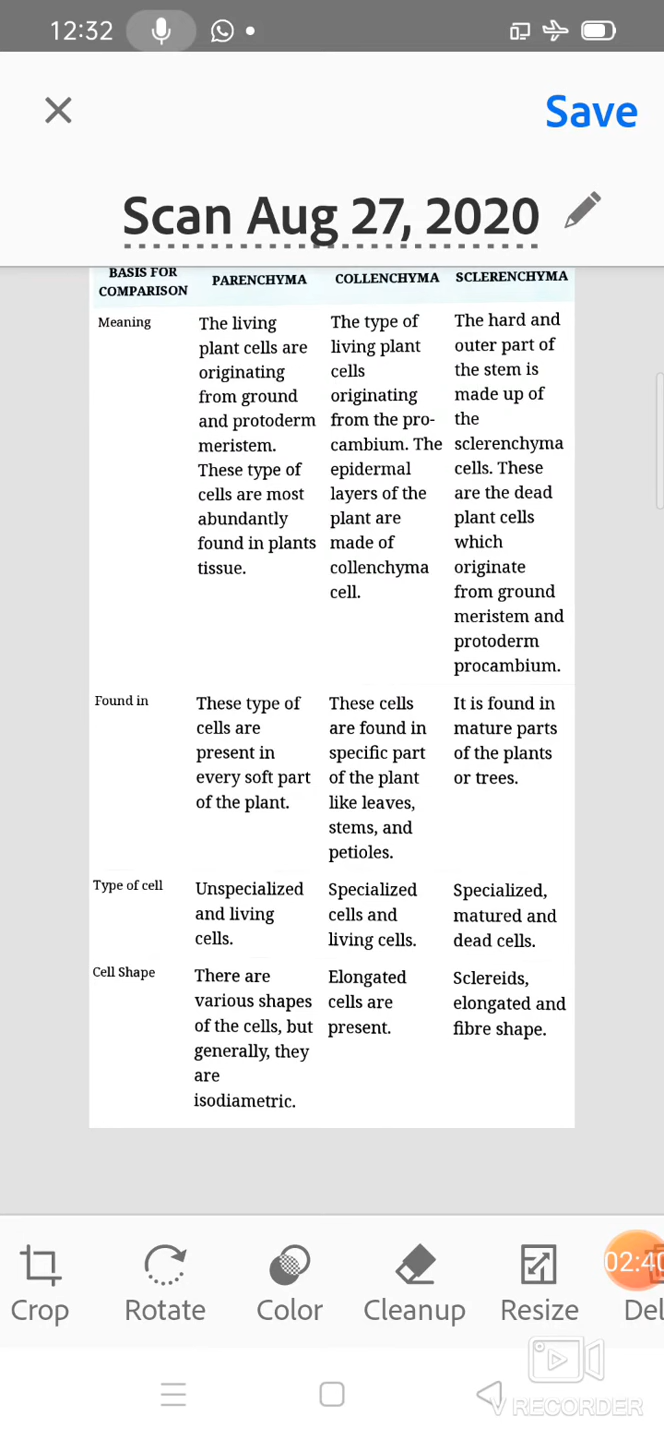 12:32
Save
Scan Aug 27, 2020
BASIS FOR
COMPARISON
PARENCHYMA
COLLENCHYMA
SCLERENCHYMA
Meaning
The living
plant cells are
originating
from ground
and protoderm
meristem.
These type of
cells are most
abundantly
found in plants
tissue.
The type of
living plant
cells
originating
from the pro-
cambium. The
epidermal
layers of the
plant are
made of
collenchyma
cell.
The hard and
outer part of
the stem is
made up of
the
sclerenchyma
cells. These
are the dead
plant cells
which
originate
from ground
meristem and
protoderm
procambium.
Found in
These type of
cells are
present in
every soft part
of the plant.
These cells
are found in
specific part
of the plant
like leaves,
stems, and
petioles.
It is found in
mature parts
of the plants
or trees.
Type of cell
Unspecialized
and living
cells.
Specialized
cells and
living cells.
Specialized,
matured and
dead cells.
Cell Shape
There are
various shapes
of the cells, but
generally, they
are
isodiametric.
Elongated
cells are
present.
Sclereids,
elongated and
fibre shape.
02:40
Crop
Rotate
Color
Cleanup
Resize
Del
V RECORDER